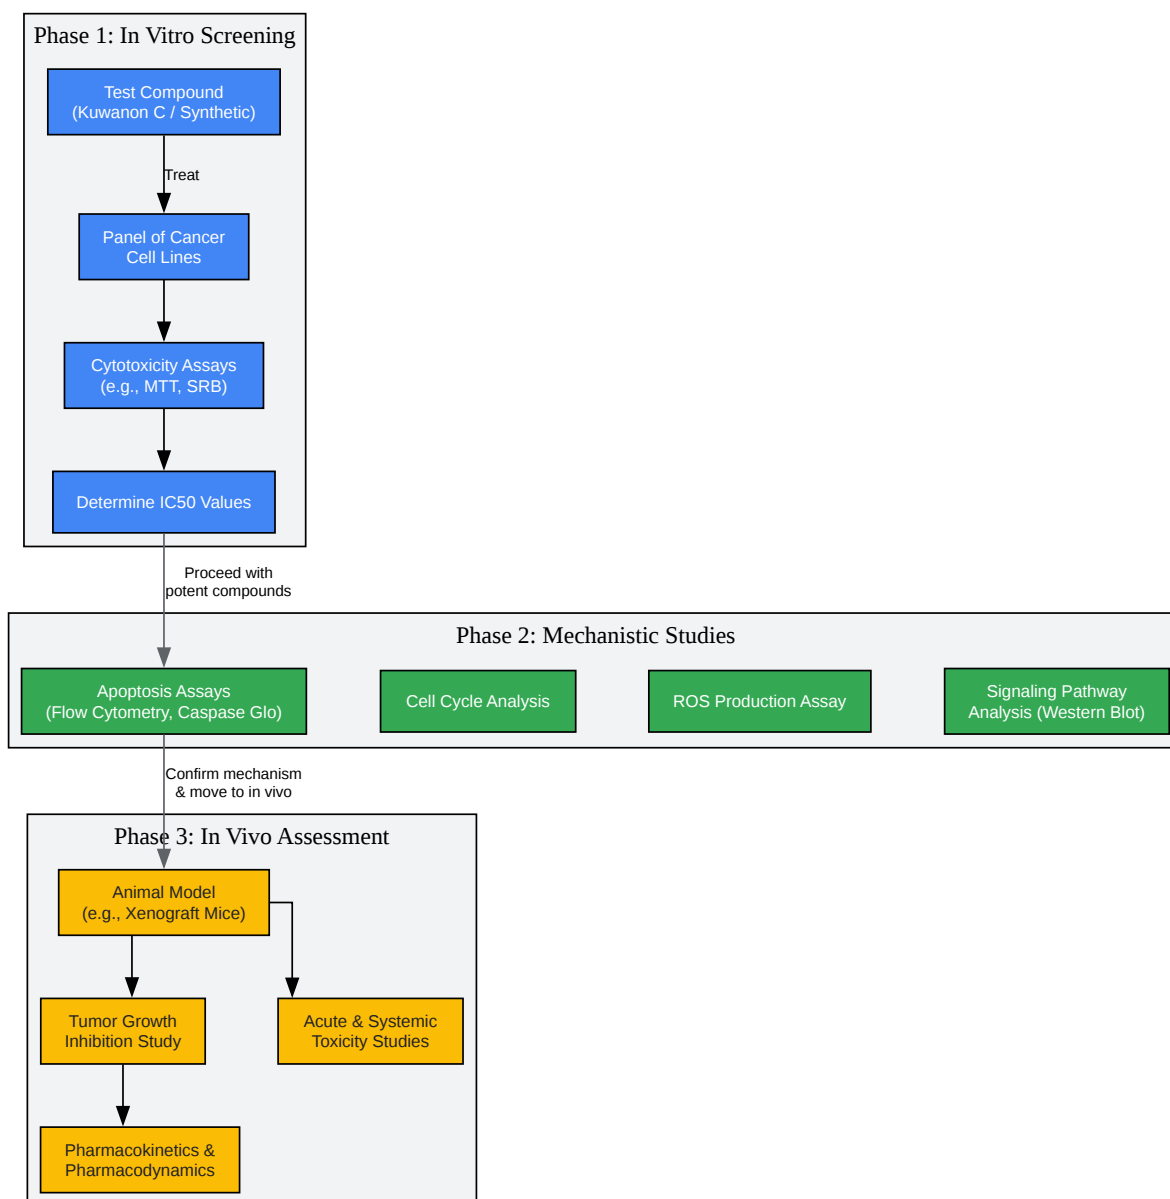 Phase 1: In Vitro Screening
Test Compound
(Kuwanon C / Synthetic)
Treat
Panel of Cancer
Cell Lines
Cytotoxicity Assays
(e.g., MTT, SRB)
Determine IC50 Values
Proceed with
potent compounds
Phase 2: Mechanistic Studies
Apoptosis Assays
(Flow Cytometry, Caspase Glo)
Cell Cycle Analysis
ROS Production Assay
Signaling Pathway
Analysis (Western Blot)
Confirm mechanism
& move to in vivo
Phase 3: In Vivo Assessment
Animal Model
(e.g., Xenograft Mice)
Tumor Growth
Inhibition Study
Acute & Systemic
Toxicity Studies
Pharmacokinetics &
Pharmacodynamics